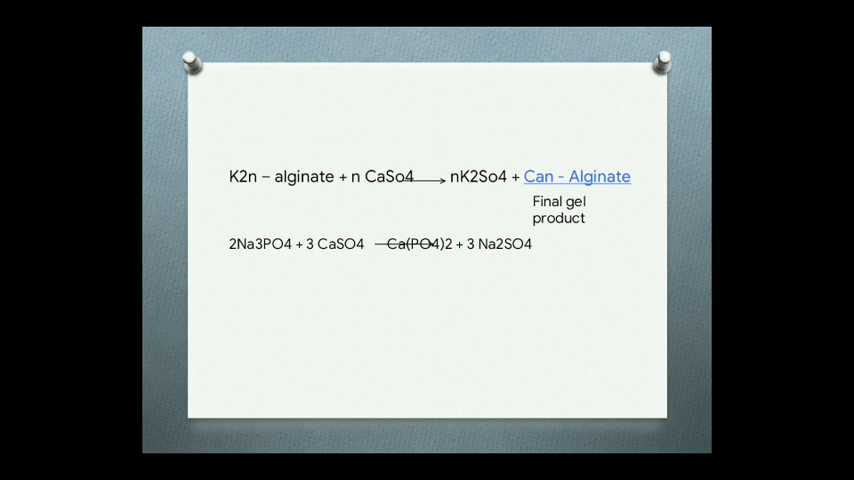 K2n – alginate + n CaSo4 → nK2So4 + Can - Alginate
Final gel
product
2Na3PO4 + 3 CaSO4 → Ca(PO4)2 + 3 Na2SO4